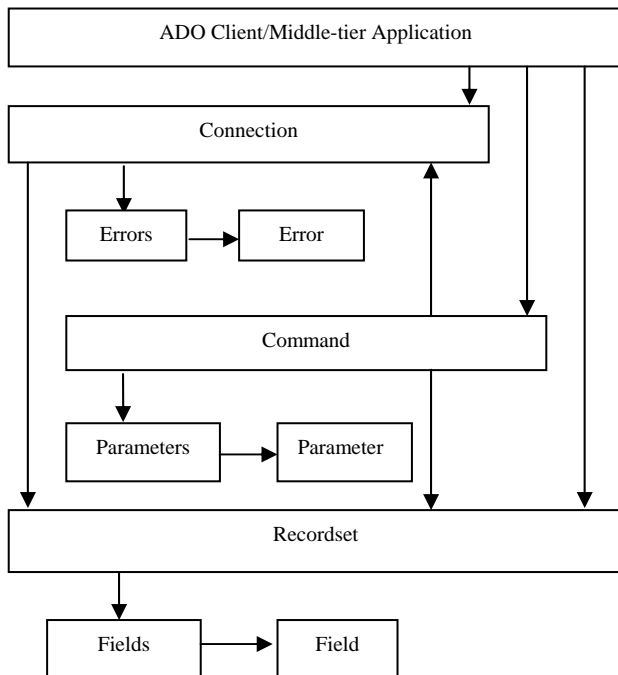 ADO Client/Middle-tier Application
Connection
Errors
Error
Command
Parameters
Parameter
Recordset
Fields
Field